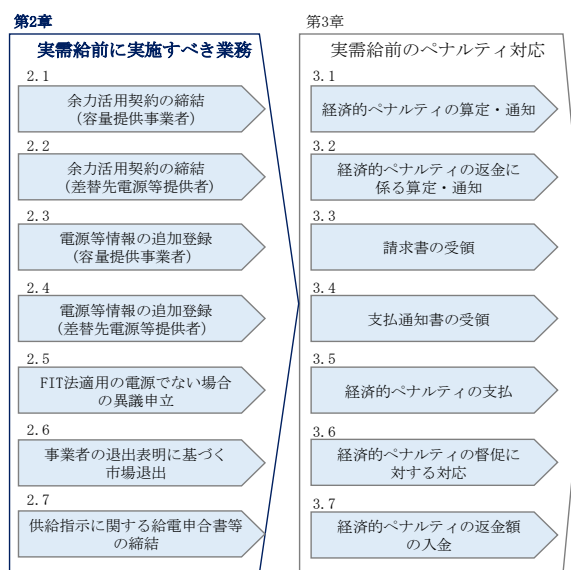 第2章
実需給前に実施すべき業務
2.1
余力活用契約の締結
(容量提供事業者)
2.2
余力活用契約の締結
(差替先電源等提供者)
2.3
電源等情報の追加登録
(容量提供事業者)
2.4
電源等情報の追加登録
(差替先電源等提供者)
2.5
FIT法適用の電源でない場合
の異議申立
2.6
事業者の退出表明に基づく
市場退出
2.7
供給指示に関する給電申合書等
の締結
第3章
実需給前のペナルティ対応
3.1
経済的ペナルティの算定・通知
3.2
経済的ペナルティの返金に
係る算定・通知
3.3
請求書の受領
3.4
支払通知書の受領
3.5
経済的ペナルティの支払
3.6
経済的ペナルティの督促に
対する対応
3.7
経済的ペナルティの返金額
の入金